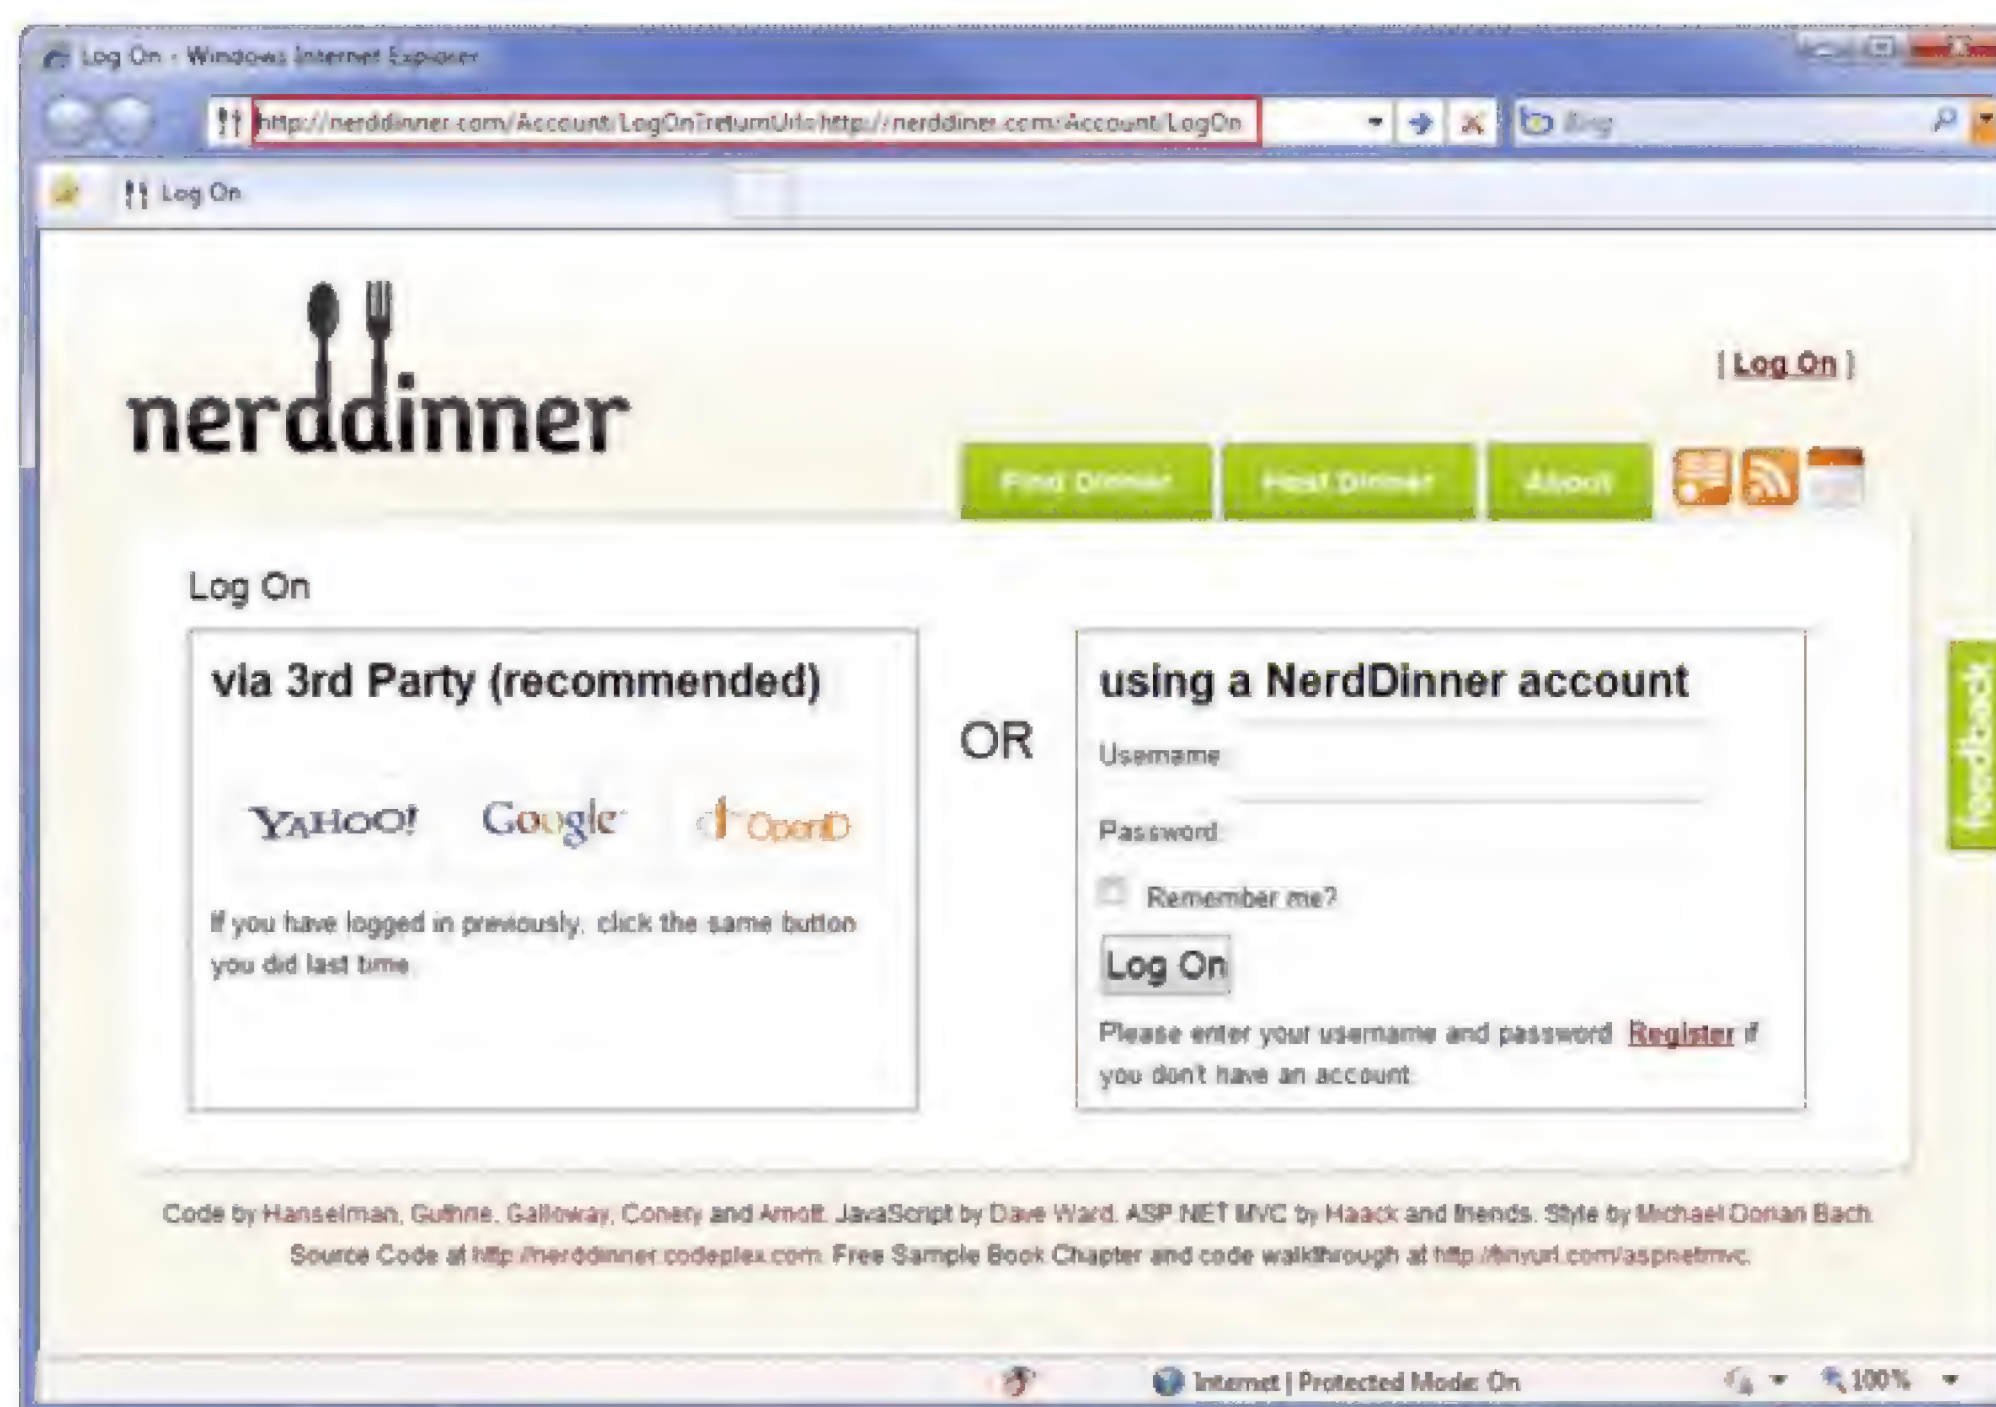 Log On - Windows Internet Explorer
http://nerddinner.com/Account/LogOn?returnUrl=http://nerddiner.com/Account/LogOn
Bing
Log On
nerddinner
[ Log On ]
Find Dinner
Host Dinner
About
Log On
via 3rd Party (recommended)
YAHOO!
Google
OpenID
If you have logged in previously, click the same button
you did last time.
OR
using a NerdDinner account
Username:
Password:
Remember me?
Log On
Please enter your username and password. Register if
you don't have an account.
feedback
Code by Hanselman, Guthrie, Galloway, Conery and Arnott. JavaScript by Dave Ward. ASP.NET MVC by Haack and friends. Style by Michael Dorian Bach.
Source Code at http://nerddinner.codeplex.com. Free Sample Book Chapter and code walkthrough at http://tinyurl.com/aspnetmvc.
Internet | Protected Mode: On
100%